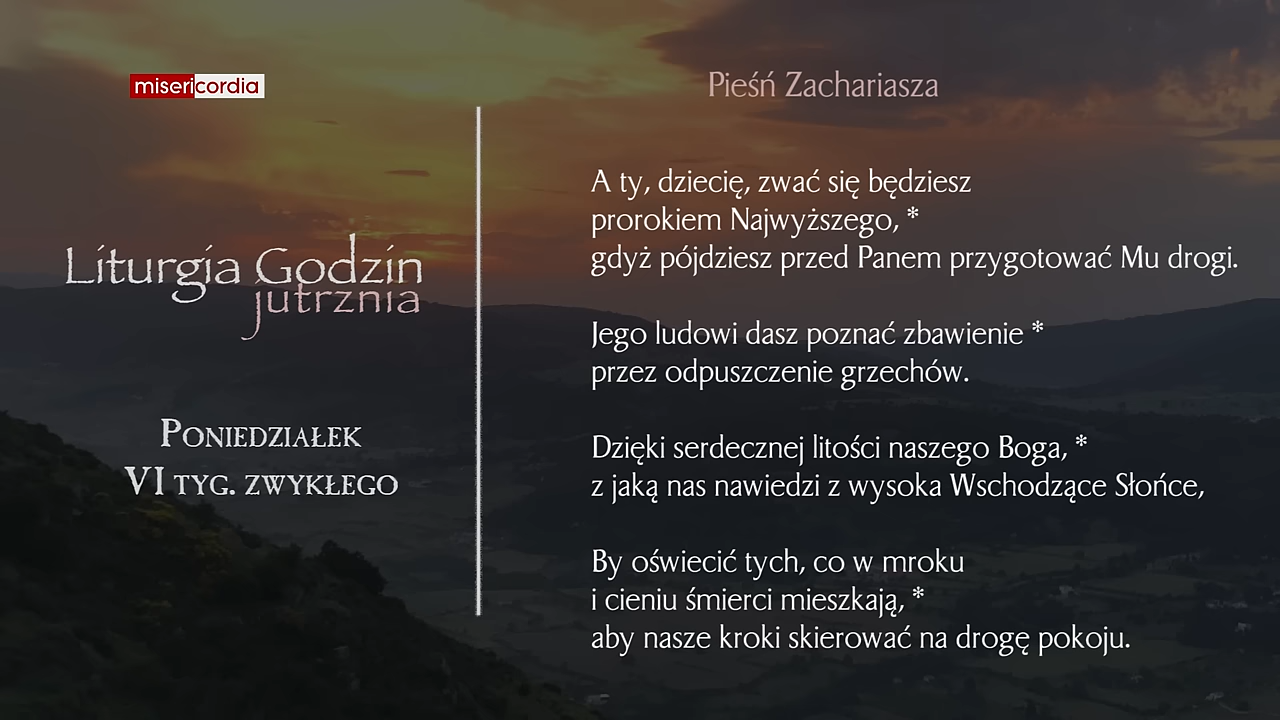 misericordia
Liturgia Godzin
jutrznia
Poniedziałek
VI tyg. zwykłego
Pieśń Zachariasza
A ty, dziecię, zwać się będziesz
prorokiem Najwyższego, *
gdyż pójdziesz przed Panem przygotować Mu drogi.
Jego ludowi dasz poznać zbawienie *
przez odpuszczenie grzechów.
Dzięki serdecznej litości naszego Boga, *
z jaką nas nawiedzi z wysoka Wschodzące Słońce,
By oświecić tych, co w mroku
i cieniu śmierci mieszkają, *
aby nasze kroki skierować na drogę pokoju.